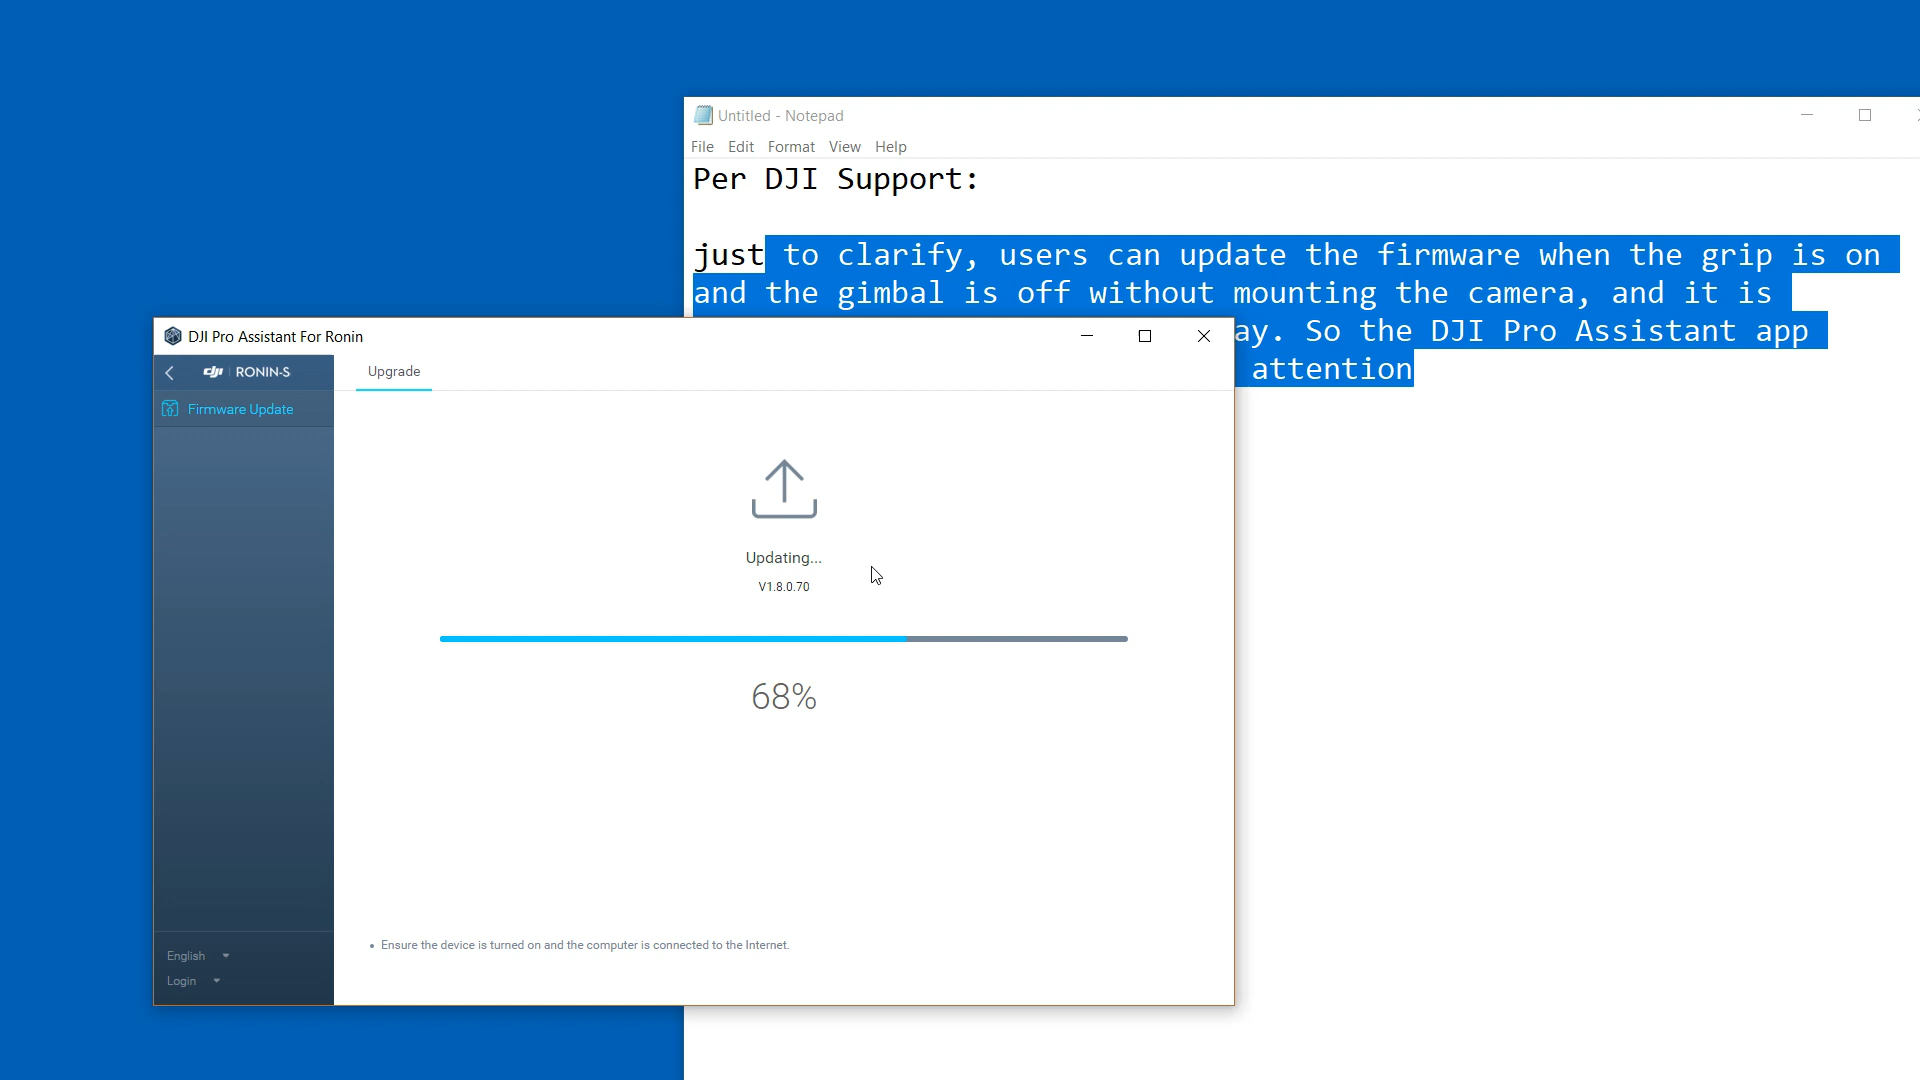 Untitled - Notepad
File Edit Format View Help
Per DJI Support:
just to clarify, users can update the firmware when the grip is on
and the gimbal is off without mounting the camera, and it is
ay. So the DJI Pro Assistant app
attention
DJI Pro Assistant For Ronin
dji RONIN-S
Upgrade
Firmware Update
Updating...
V1.8.0.70
68%
• Ensure the device is turned on and the computer is connected to the Internet.
English
Login